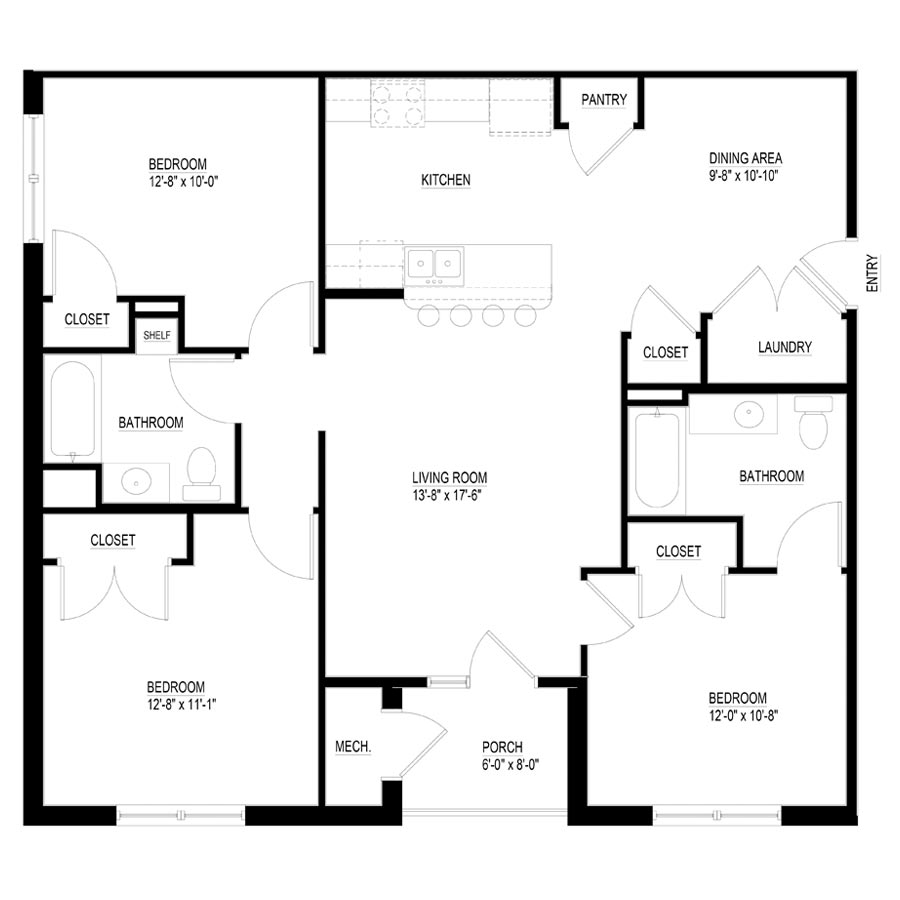 PANTRY
BEDROOM
12'-8" x 10'-0"
KITCHEN
DINING AREA
9'-8" x 10'-10"
ENTRY
CLOSET
SHELF
CLOSET
LAUNDRY
BATHROOM
LIVING ROOM
13'-8" x 17'-6"
BATHROOM
CLOSET
CLOSET
BEDROOM
12'-8" x 11'-1"
BEDROOM
12'-0" x 10'-8"
MECH.
PORCH
6'-0" x 8'-0"